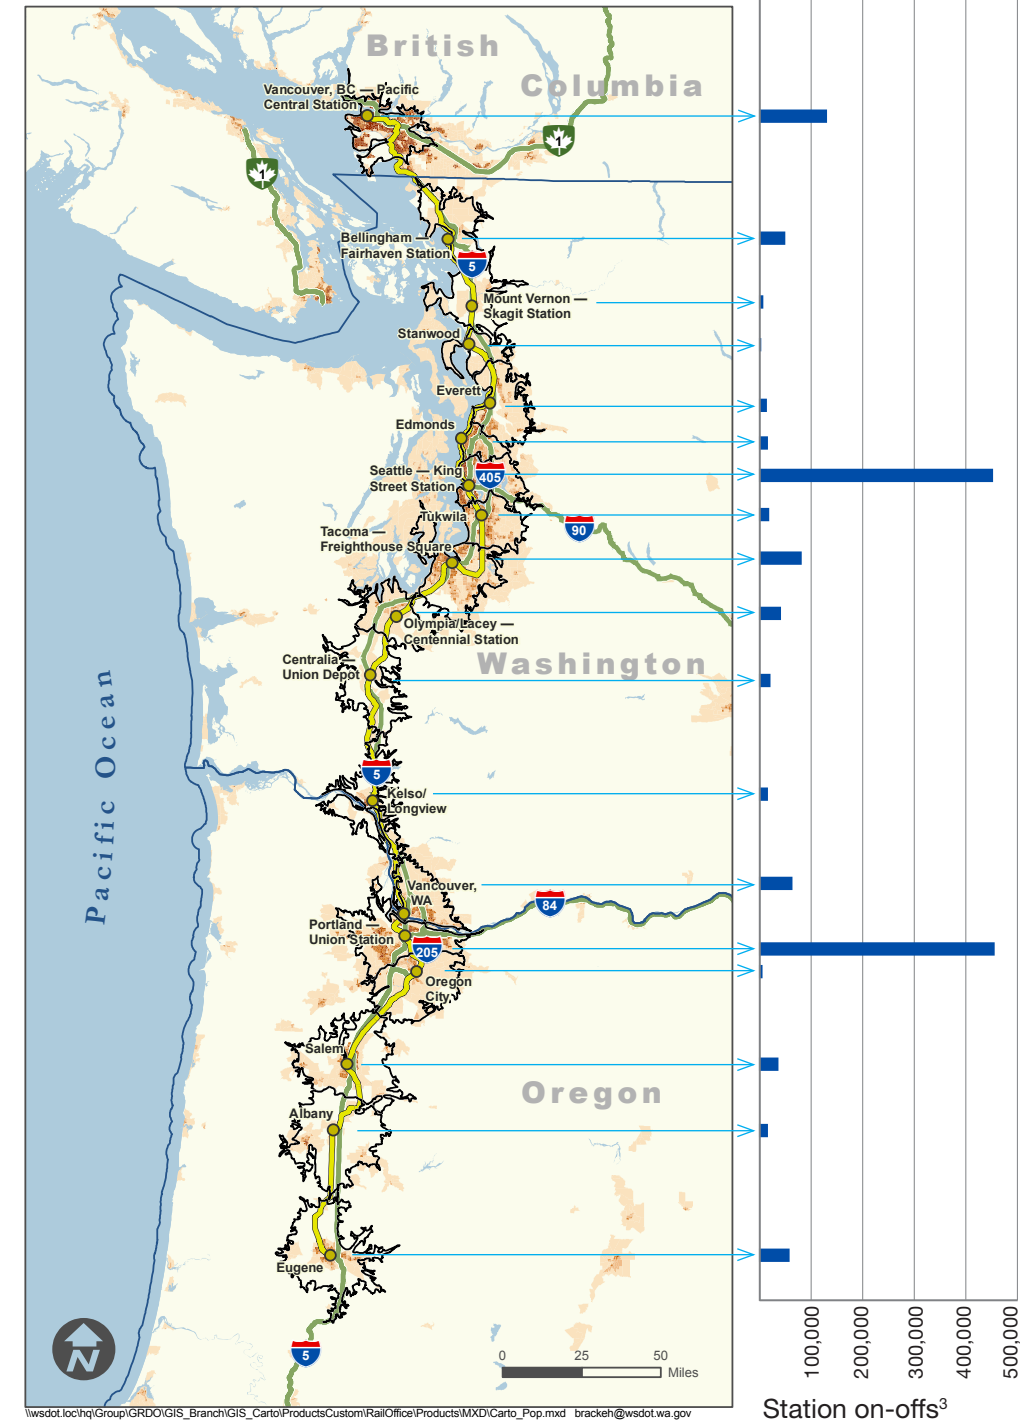 British
Columbia
Vancouver, BC — Pacific
Central Station
1
1
Bellingham —
Fairhaven Station
5
Mount Vernon —
Skagit Station
Stanwood
Everett
Edmonds
Seattle — King
Street Station
405
Tukwila
90
Tacoma —
Freighthouse Square
Olympia/Lacey —
Centennial Station
Washington
Centralia —
Union Depot
Pacific Ocean
5
Kelso/
Longview
Vancouver,
WA
84
Portland —
Union Station
205
Oregon
City
Salem
Oregon
Albany
Eugene
N
5
0 25 50
Miles
100,000
200,000
300,000
400,000
500,000
Station on-offs³
\\wsdot.loc\hq\Group\GRDO\GIS_Branch\GIS_Carto\ProductsCustom\RailOffice\Products\MXD\Carto_Pop.mxd brackeh@wsdot.wa.gov